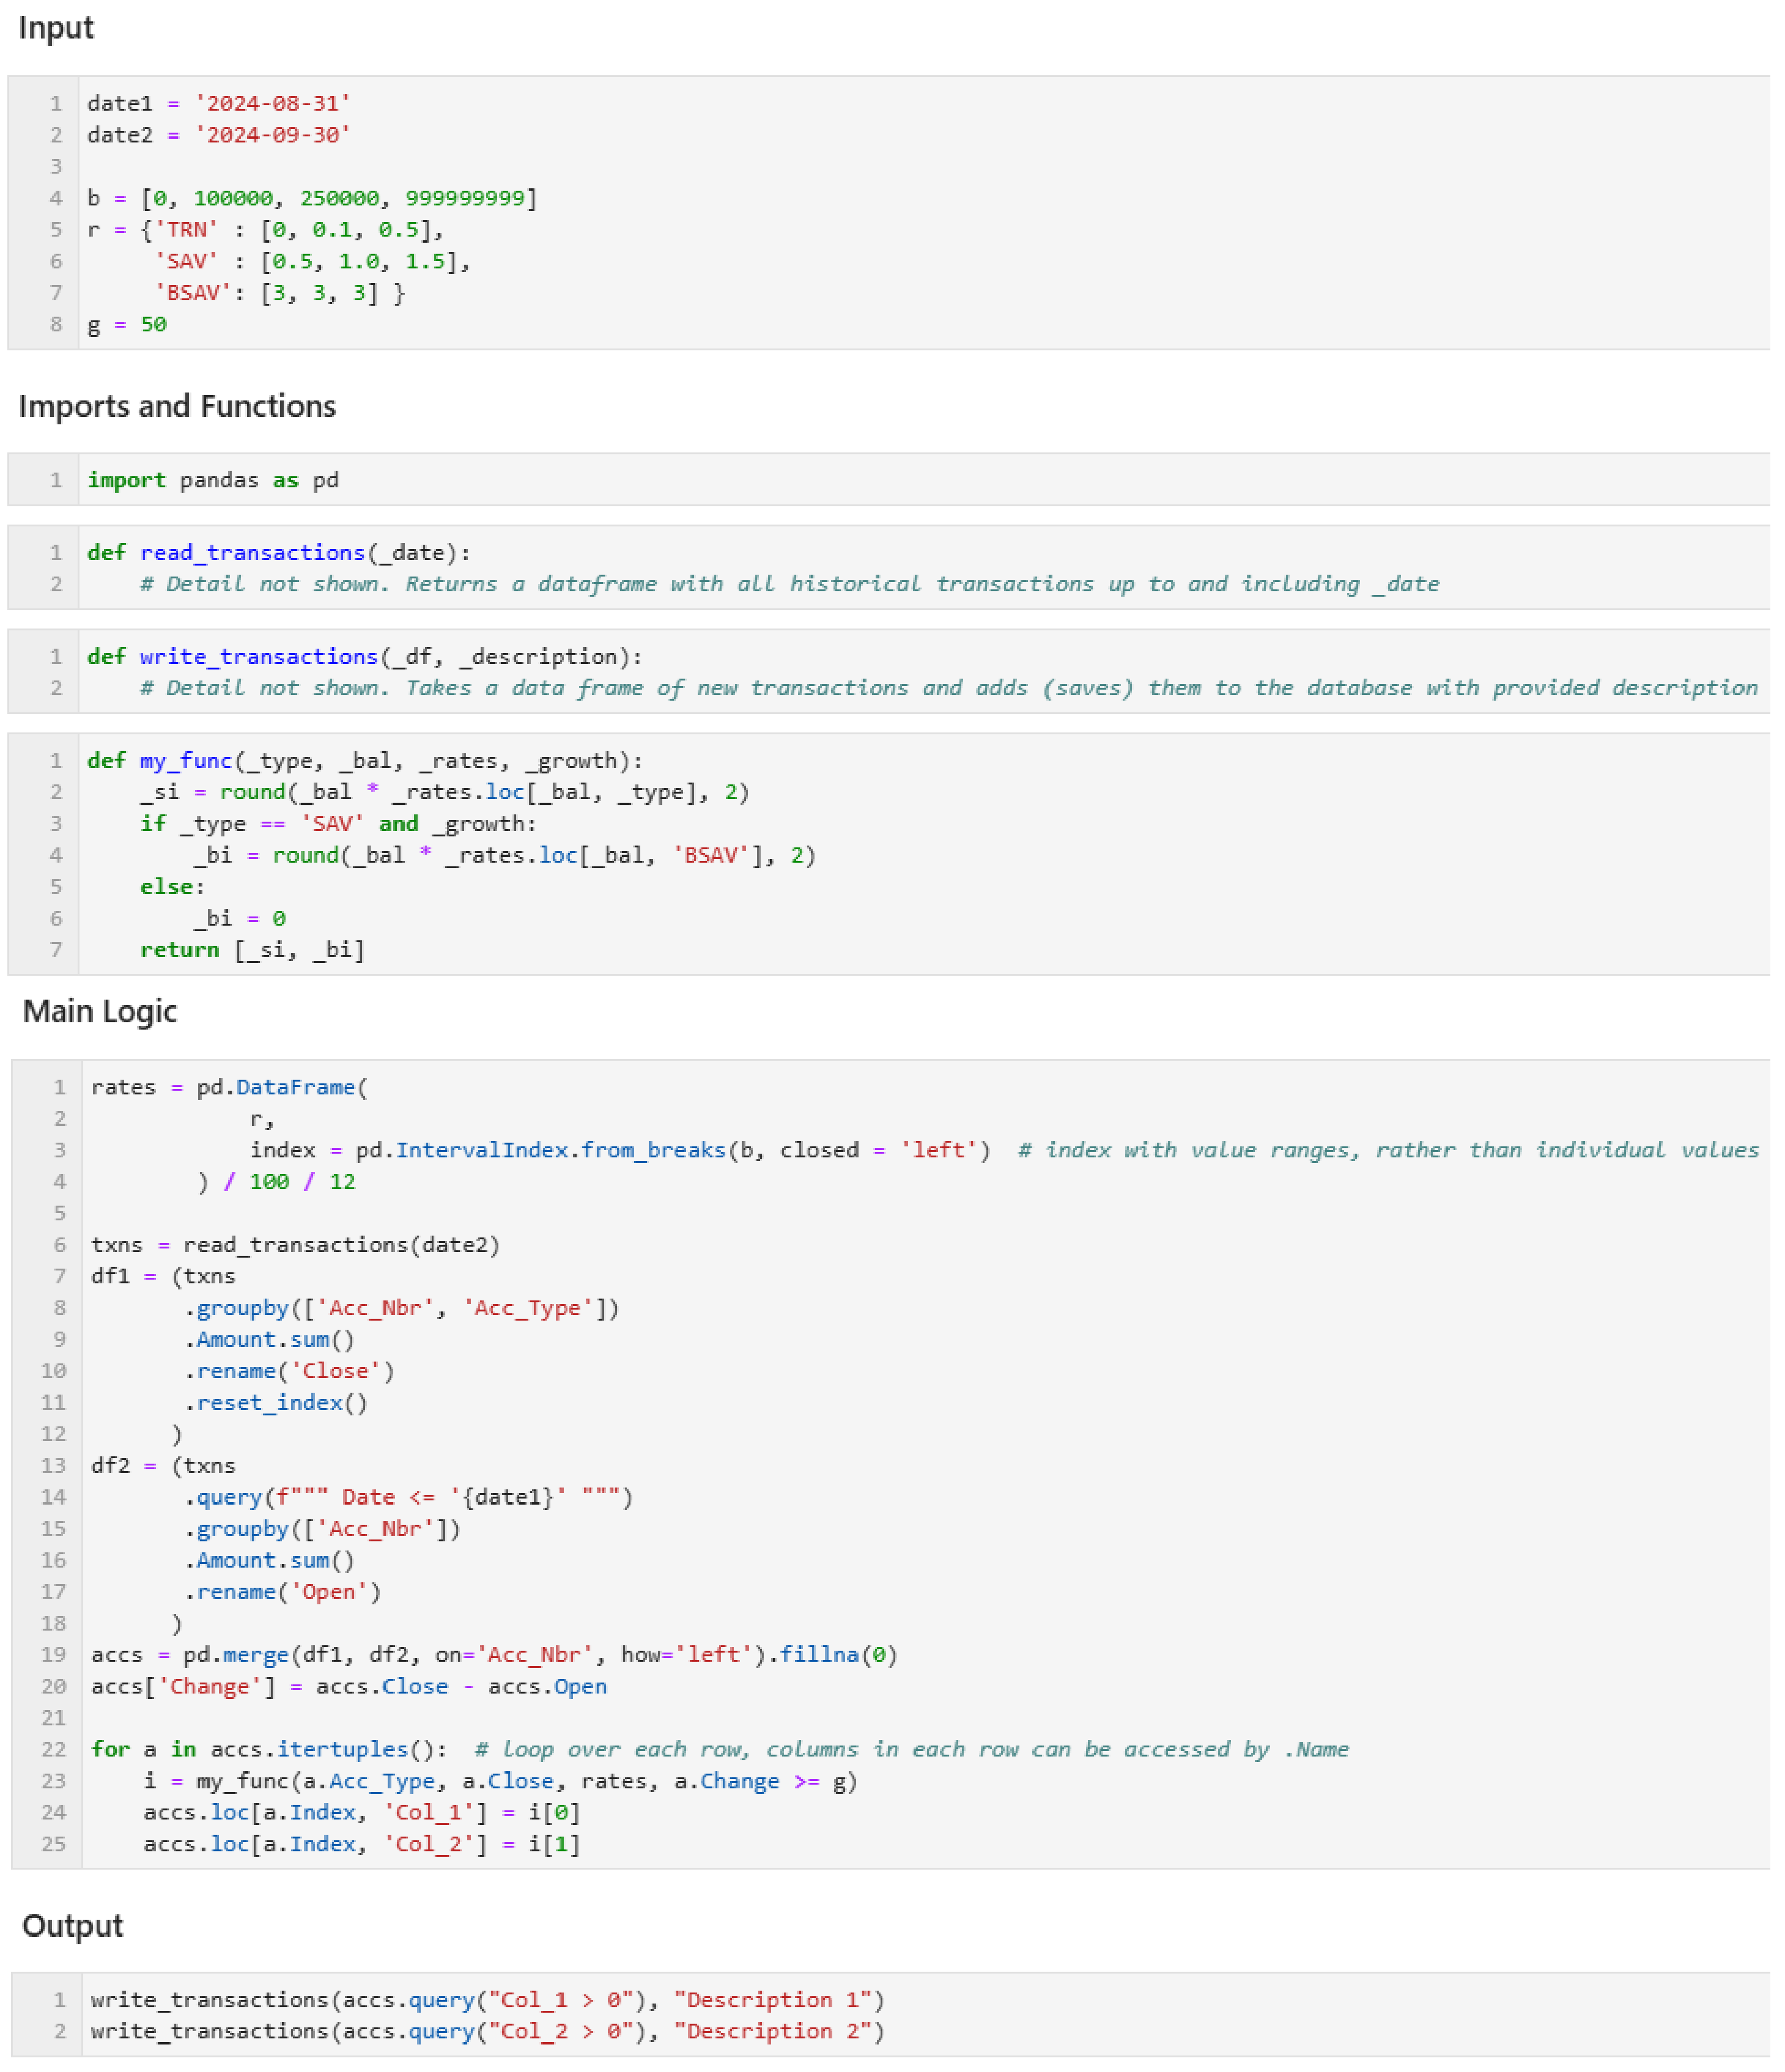 Input
1 date1 = '2024-08-31'
2 date2 = '2024-09-30'
3
4 b = [0, 100000, 250000, 999999999]
5 r = {'TRN' : [0, 0.1, 0.5],
6      'SAV' : [0.5, 1.0, 1.5],
7      'BSAV': [3, 3, 3] }
8 g = 50
Imports and Functions
1 import pandas as pd
1 def read_transactions(_date):
2     # Detail not shown. Returns a dataframe with all historical transactions up to and including _date
1 def write_transactions(_df, _description):
2     # Detail not shown. Takes a data frame of new transactions and adds (saves) them to the database with provided description
1 def my_func(_type, _bal, _rates, _growth):
2     _si = round(_bal * _rates.loc[_bal, _type], 2)
3     if _type == 'SAV' and _growth:
4         _bi = round(_bal * _rates.loc[_bal, 'BSAV'], 2)
5     else:
6         _bi = 0
7     return [_si, _bi]
Main Logic
1 rates = pd.DataFrame(
2             r,
3             index = pd.IntervalIndex.from_breaks(b, closed = 'left')  # index with value ranges, rather than individual values
4         ) / 100 / 12
5
6 txns = read_transactions(date2)
7 df1 = (txns
8        .groupby(['Acc_Nbr', 'Acc_Type'])
9        .Amount.sum()
10        .rename('Close')
11        .reset_index()
12       )
13 df2 = (txns
14        .query(f""" Date <= '{date1}' """)
15        .groupby(['Acc_Nbr'])
16        .Amount.sum()
17        .rename('Open')
18       )
19 accs = pd.merge(df1, df2, on='Acc_Nbr', how='left').fillna(0)
20 accs['Change'] = accs.Close - accs.Open
21
22 for a in accs.itertuples():  # loop over each row, columns in each row can be accessed by .Name
23     i = my_func(a.Acc_Type, a.Close, rates, a.Change >= g)
24     accs.loc[a.Index, 'Col_1'] = i[0]
25     accs.loc[a.Index, 'Col_2'] = i[1]
Output
1 write_transactions(accs.query("Col_1 > 0"), "Description 1")
2 write_transactions(accs.query("Col_2 > 0"), "Description 2")